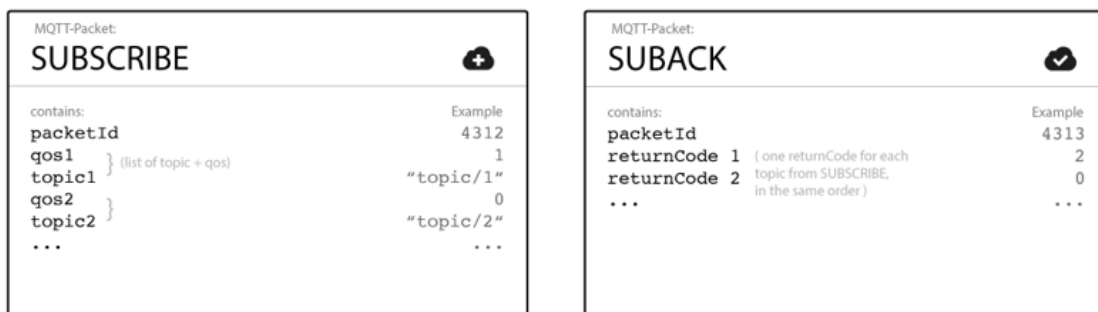 MQTT-Packet:
SUBSCRIBE
contains: Example
packetId 4312
qos1 1
} (list of topic + qos)
topic1 “topic/1“
qos2 0
}
topic2 “topic/2“
... ...
MQTT-Packet:
SUBACK
contains: Example
packetId 4313
returnCode 1 ( one returnCode for each 2
returnCode 2 topic from SUBSCRIBE, 0
in the same order )
... ...